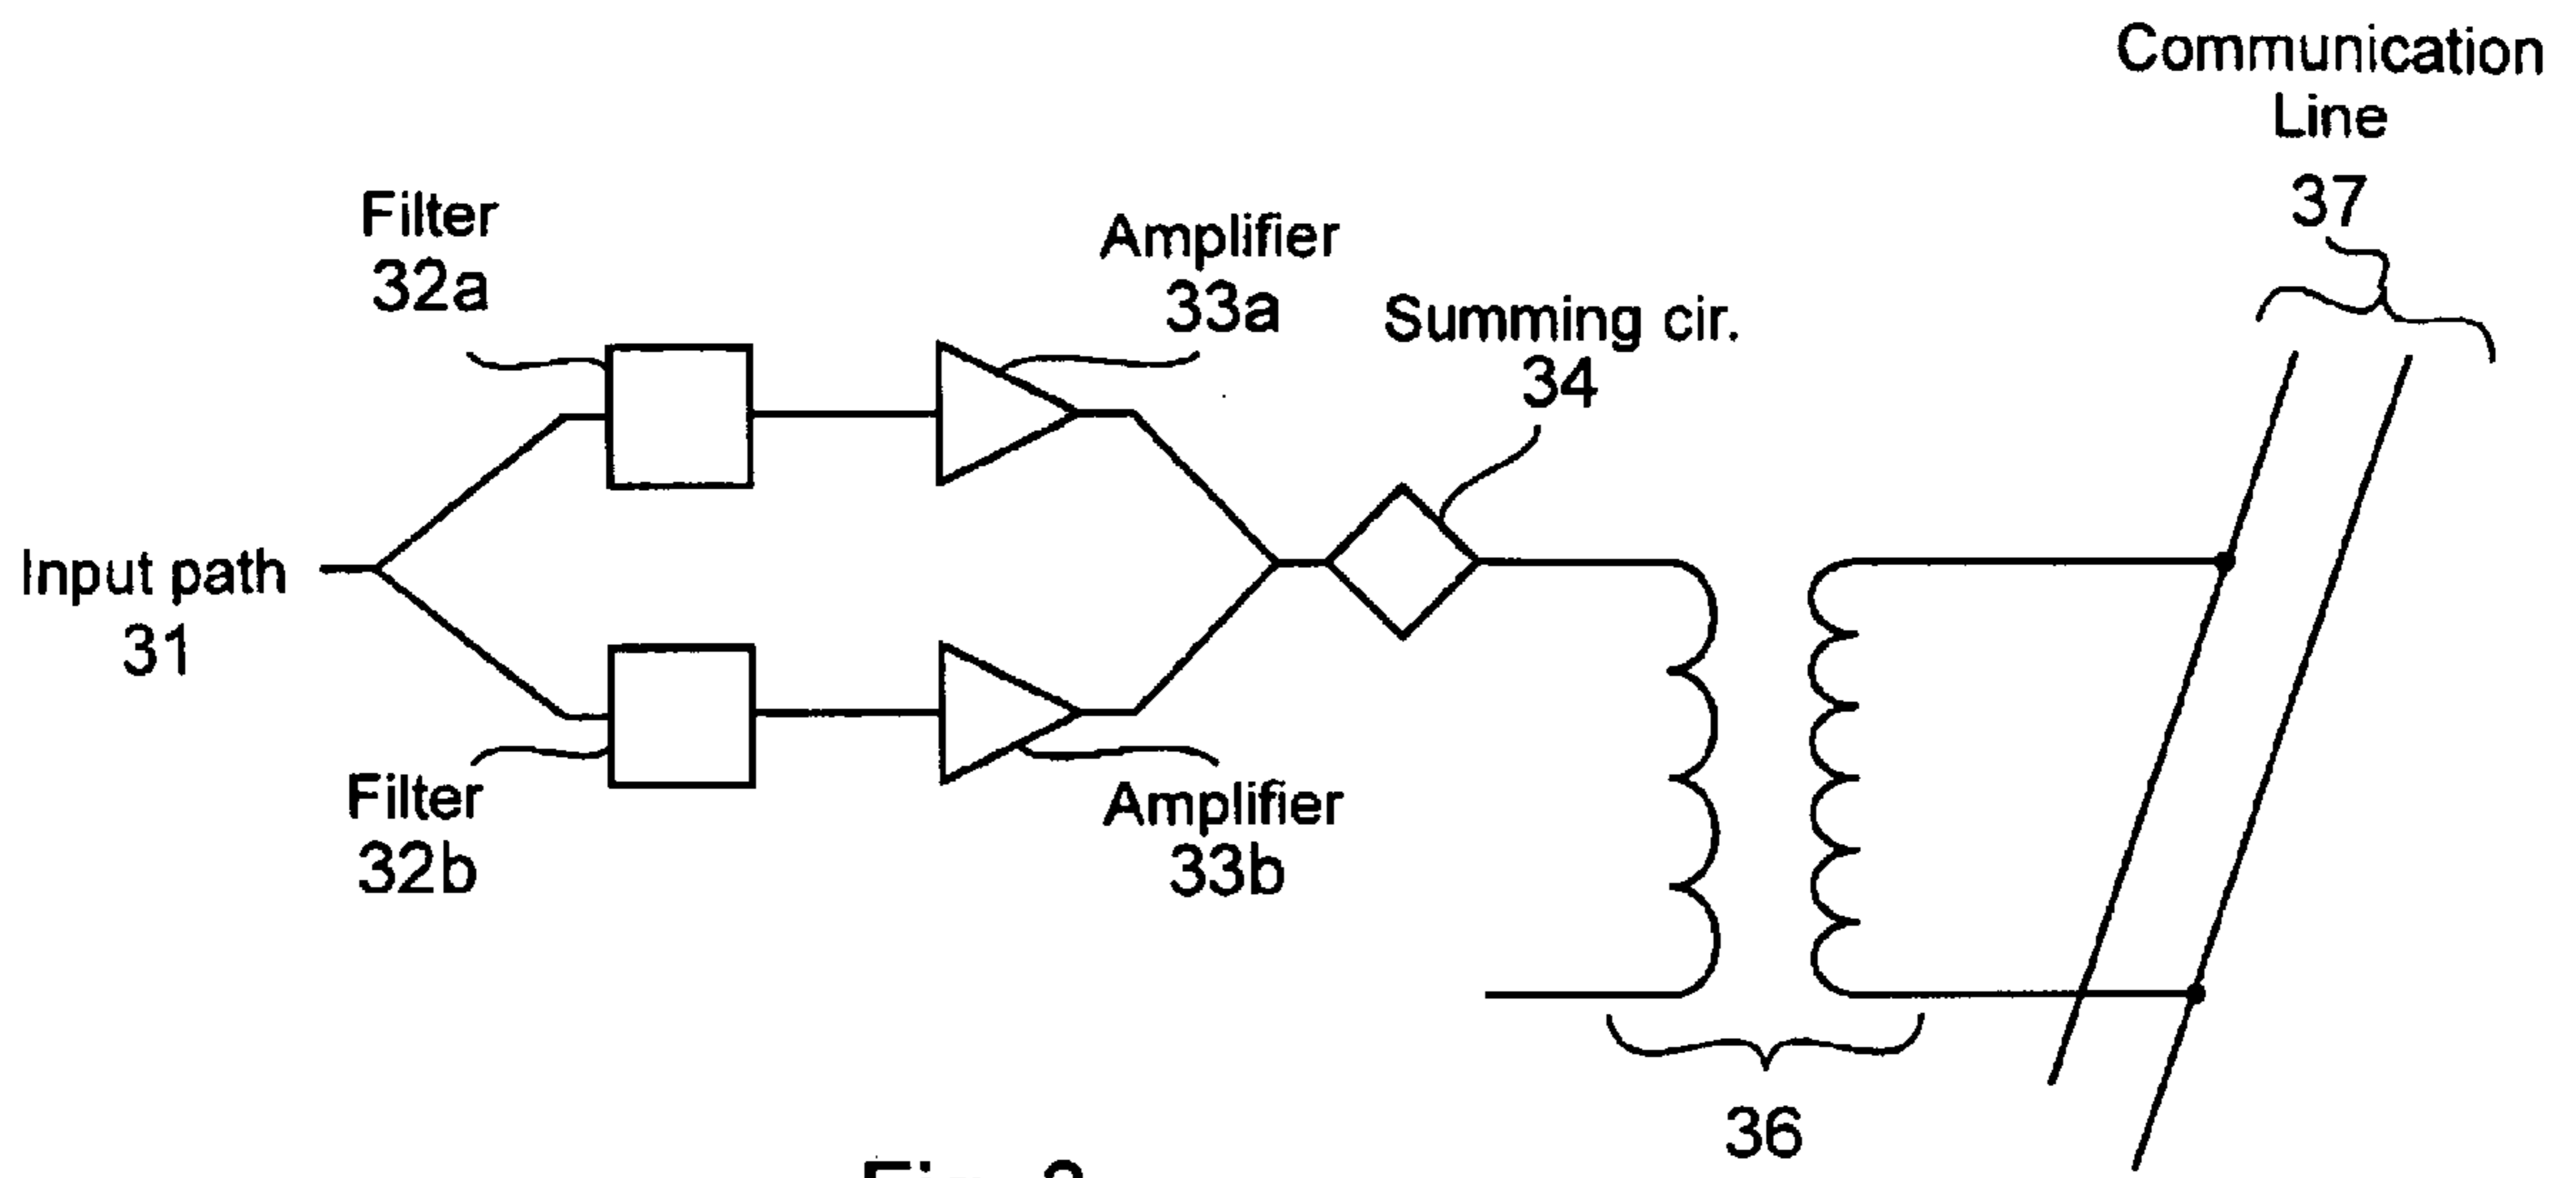 Communication
Line
37
Filter
32a
Amplifier
33a
Summing cir.
34
Input path
31
Filter
32b
Amplifier
33b
36